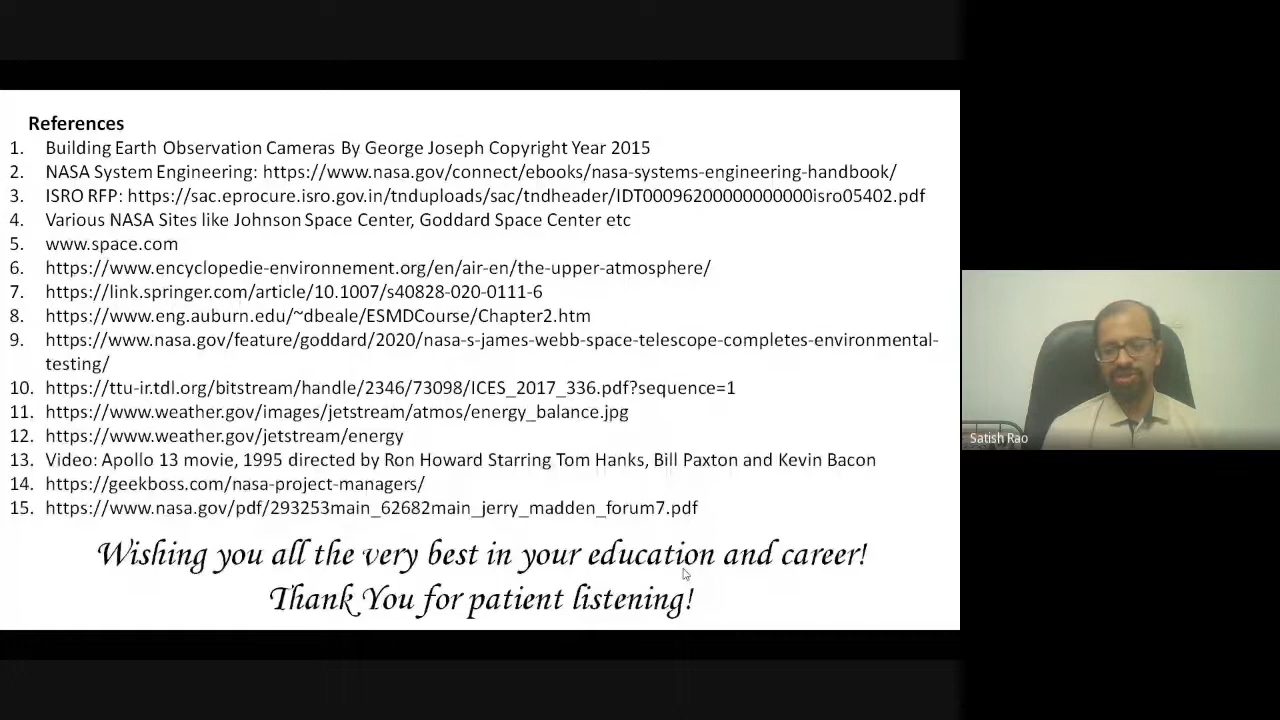 References
1. Building Earth Observation Cameras By George Joseph Copyright Year 2015
2. NASA System Engineering: https://www.nasa.gov/connect/ebooks/nasa-systems-engineering-handbook/
3. ISRO RFP: https://sac.eprocure.isro.gov.in/tnduploads/sac/tndheader/IDT00096200000000000isro05402.pdf
4. Various NASA Sites like Johnson Space Center, Goddard Space Center etc
5. www.space.com
6. https://www.encyclopedie-environnement.org/en/air-en/the-upper-atmosphere/
7. https://link.springer.com/article/10.1007/s40828-020-0111-6
8. https://www.eng.auburn.edu/~dbeale/ESMDCourse/Chapter2.htm
9. https://www.nasa.gov/feature/goddard/2020/nasa-s-james-webb-space-telescope-completes-environmental-
testing/
10. https://ttu-ir.tdl.org/bitstream/handle/2346/73098/ICES_2017_336.pdf?sequence=1
11. https://www.weather.gov/images/jetstream/atmos/energy_balance.jpg
12. https://www.weather.gov/jetstream/energy
13. Video: Apollo 13 movie, 1995 directed by Ron Howard Starring Tom Hanks, Bill Paxton and Kevin Bacon
14. https://geekboss.com/nasa-project-managers/
15. https://www.nasa.gov/pdf/293253main_62682main_jerry_madden_forum7.pdf
Wishing you all the very best in your education and career!
Thank You for patient listening!
Satish Rao